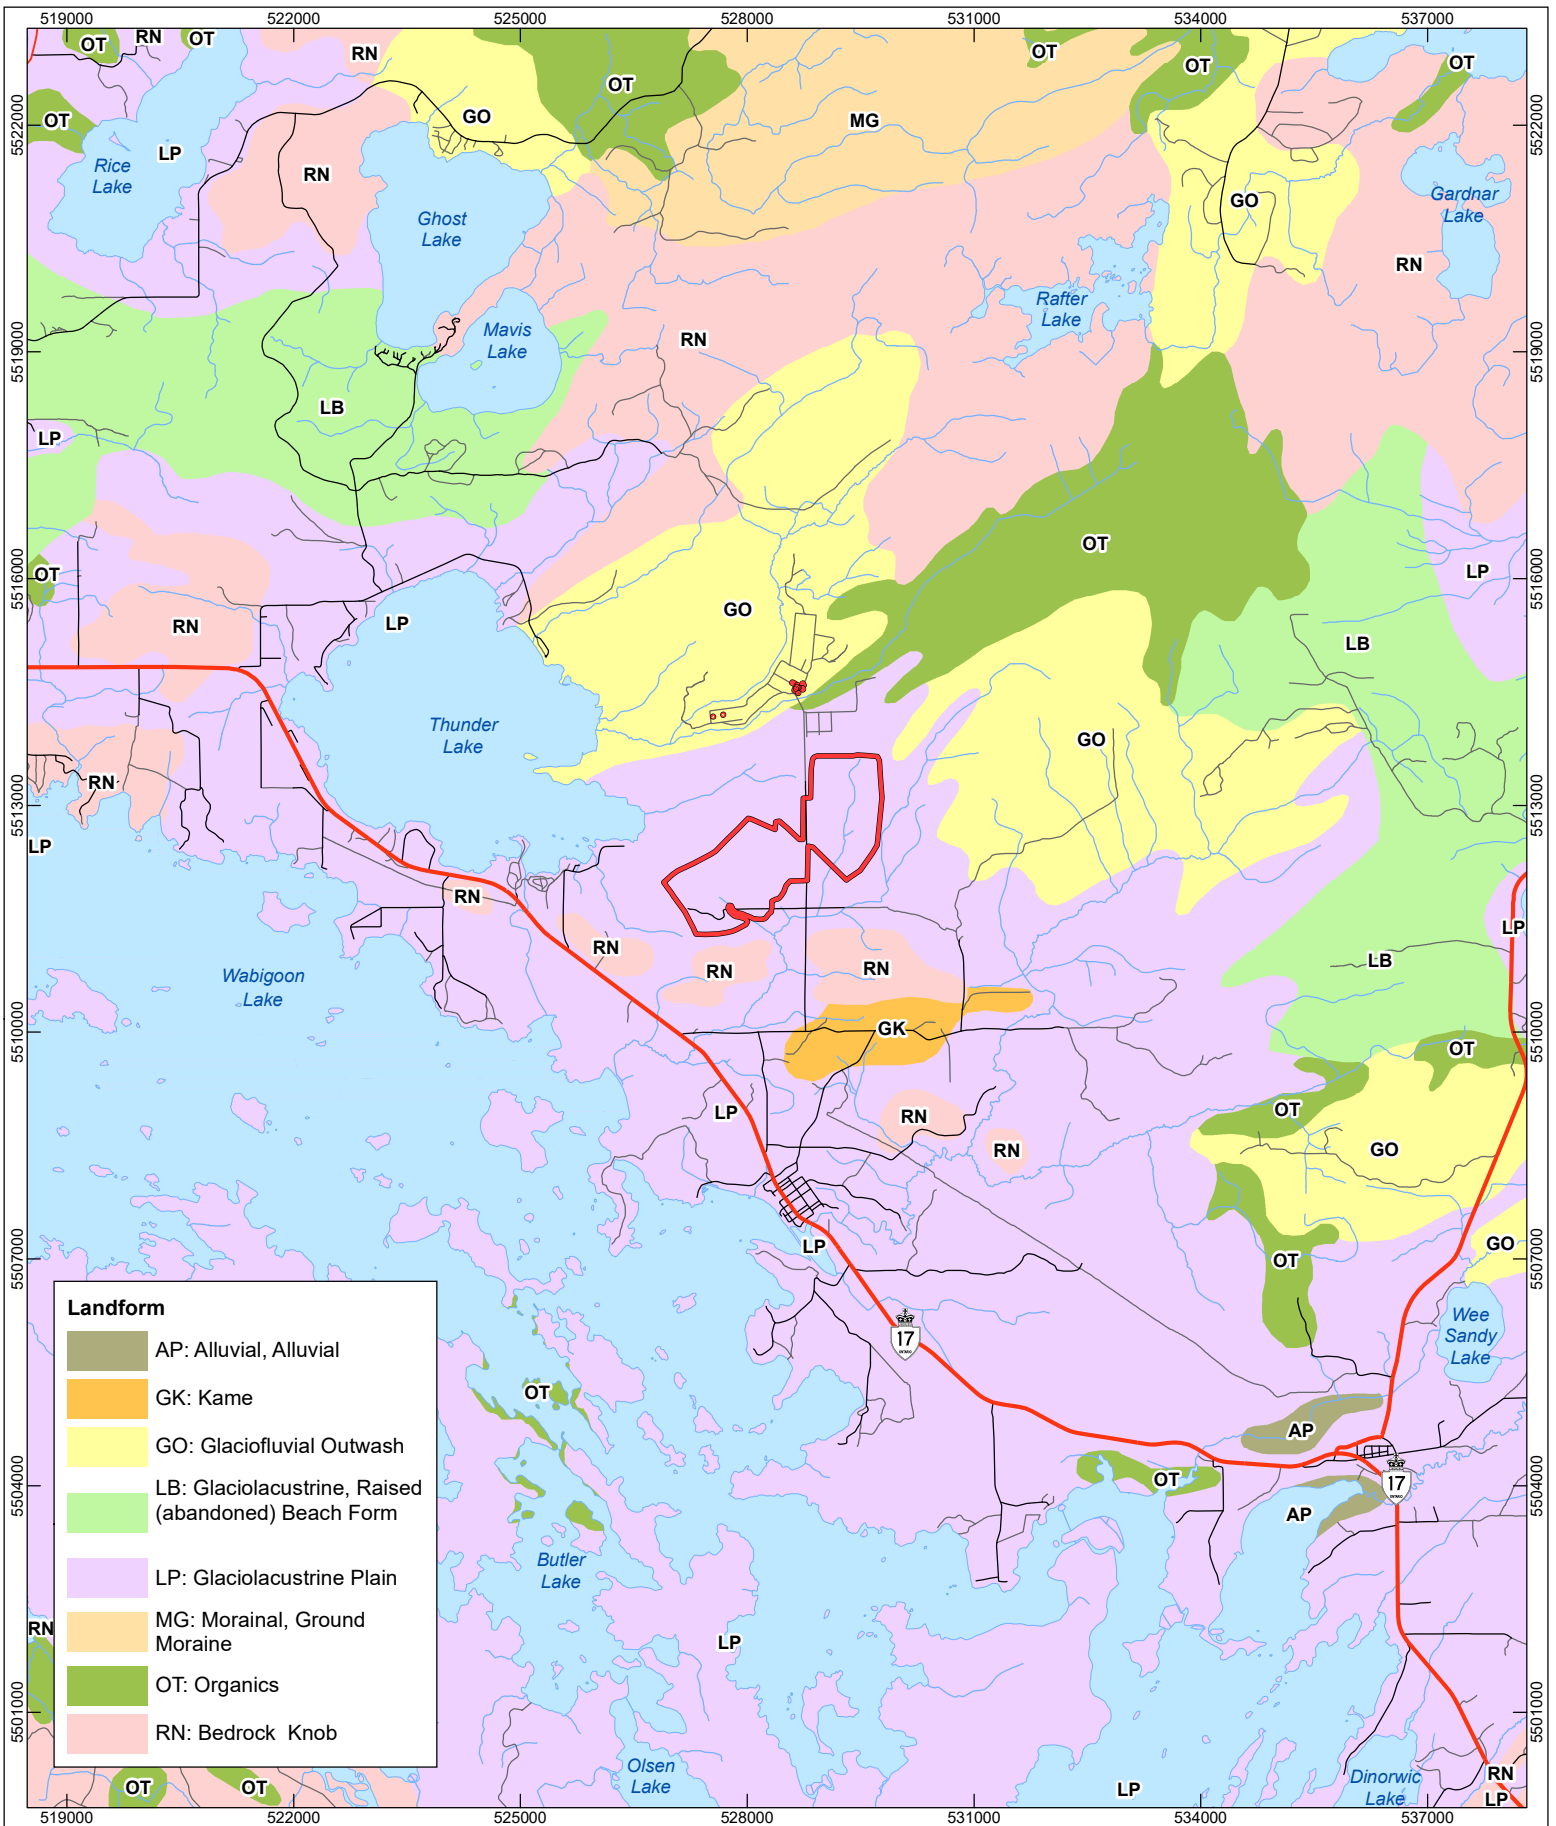 519000
522000
525000
528000
531000
534000
537000
OT
RN
OT
RN
OT
OT
OT
OT
GO
MG
OT
LP
RN
Rice
Lake
Ghost
Lake
GO
Gardnar
Lake
RN
Rafter
Lake
Mavis
Lake
RN
LB
LP
OT
OT
LP
GO
LP
RN
LB
Thunder
Lake
GO
RN
LP
RN
LP
RN
RN
RN
LB
Wabigoon
Lake
GK
OT
LP
RN
OT
RN
GO
LP
GO
OT
17
ONTARIO
Wee
Sandy
Lake
OT
AP
OT
17
ONTARIO
AP
Butler
Lake
RN
LP
Olsen
Lake
RN
Dinorwic
Lake
LP
OT
OT
LP
5522000
5519000
5516000
5513000
5510000
5507000
5504000
5501000
5522000
5519000
5516000
5513000
5510000
5507000
5504000
5501000
Landform
AP: Alluvial, Alluvial
GK: Kame
GO: Glaciofluvial Outwash
LB: Glaciolacustrine, Raised
(abandoned) Beach Form
LP: Glaciolacustrine Plain
MG: Morainal, Ground
Moraine
OT: Organics
RN: Bedrock Knob
519000
522000
525000
528000
531000
534000
537000